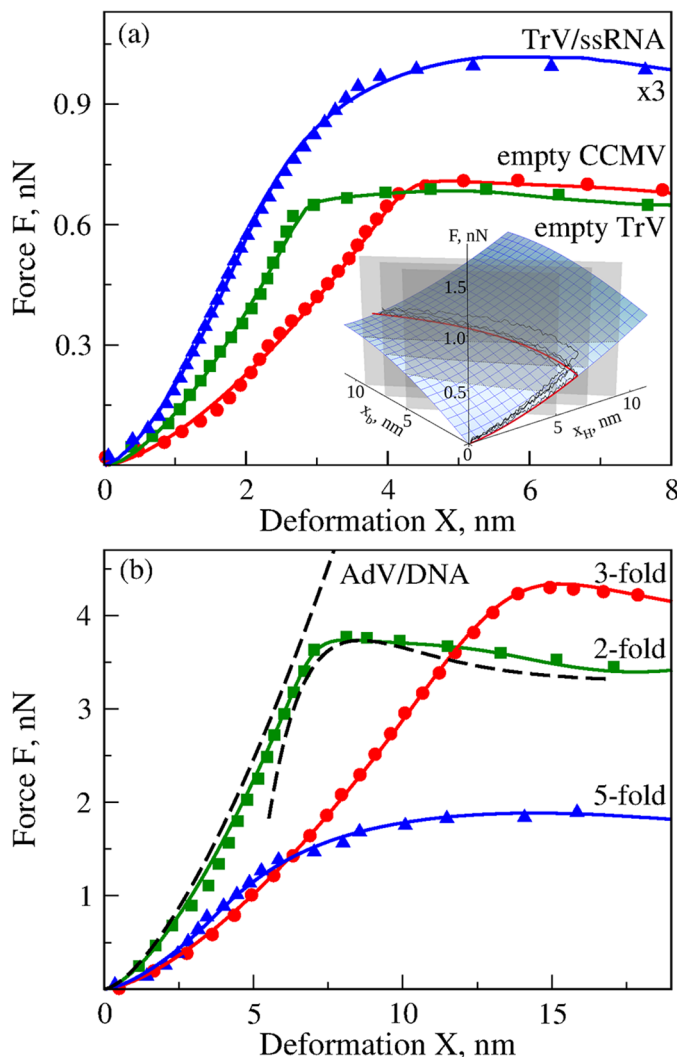 (a)
TrV/ssRNA
x3
empty CCMV
empty TrV
0.9
0.6
0.3
0
Force F, nN
F, nN
1.5
1.0
0.5
0
10
5
x_b, nm
5
10
x_H, nm
0 2 4 6 8
Deformation X, nm
(b)
AdV/DNA
3-fold
2-fold
5-fold
4
3
2
1
0
Force F, nN
0 5 10 15
Deformation X, nm